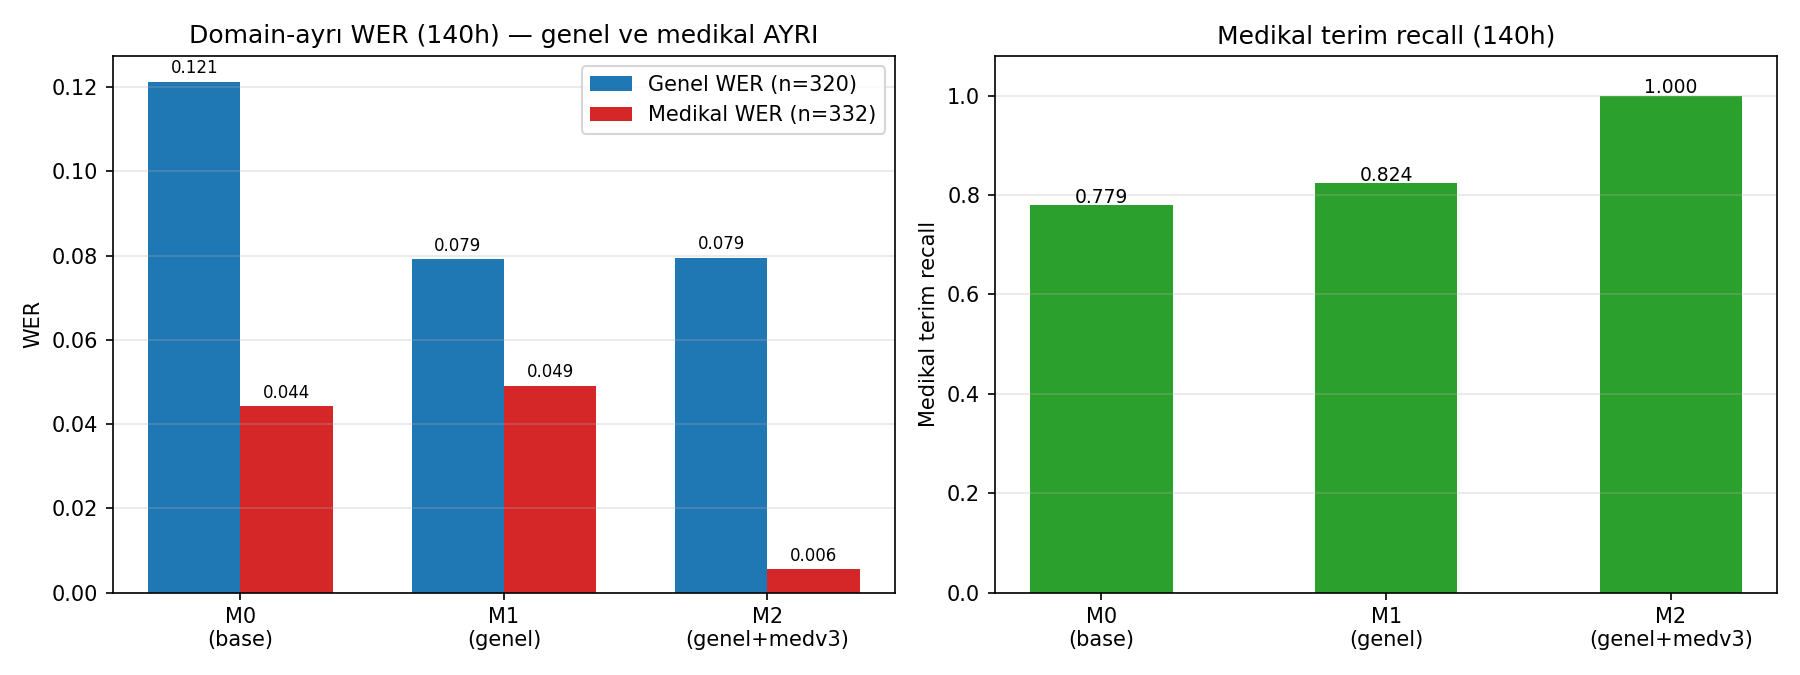 Domain-ayrı WER (140h) — genel ve medikal AYRI
Genel WER (n=320)
Medikal WER (n=332)
WER
0.12
0.10
0.08
0.06
0.04
0.02
0.00
0.121
0.044
0.079
0.049
0.079
0.006
M0
(base)
M1
(genel)
M2
(genel+medv3)
Medikal terim recall (140h)
Medikal terim recall
1.0
0.8
0.6
0.4
0.2
0.0
0.779
0.824
1.000
M0
(base)
M1
(genel)
M2
(genel+medv3)